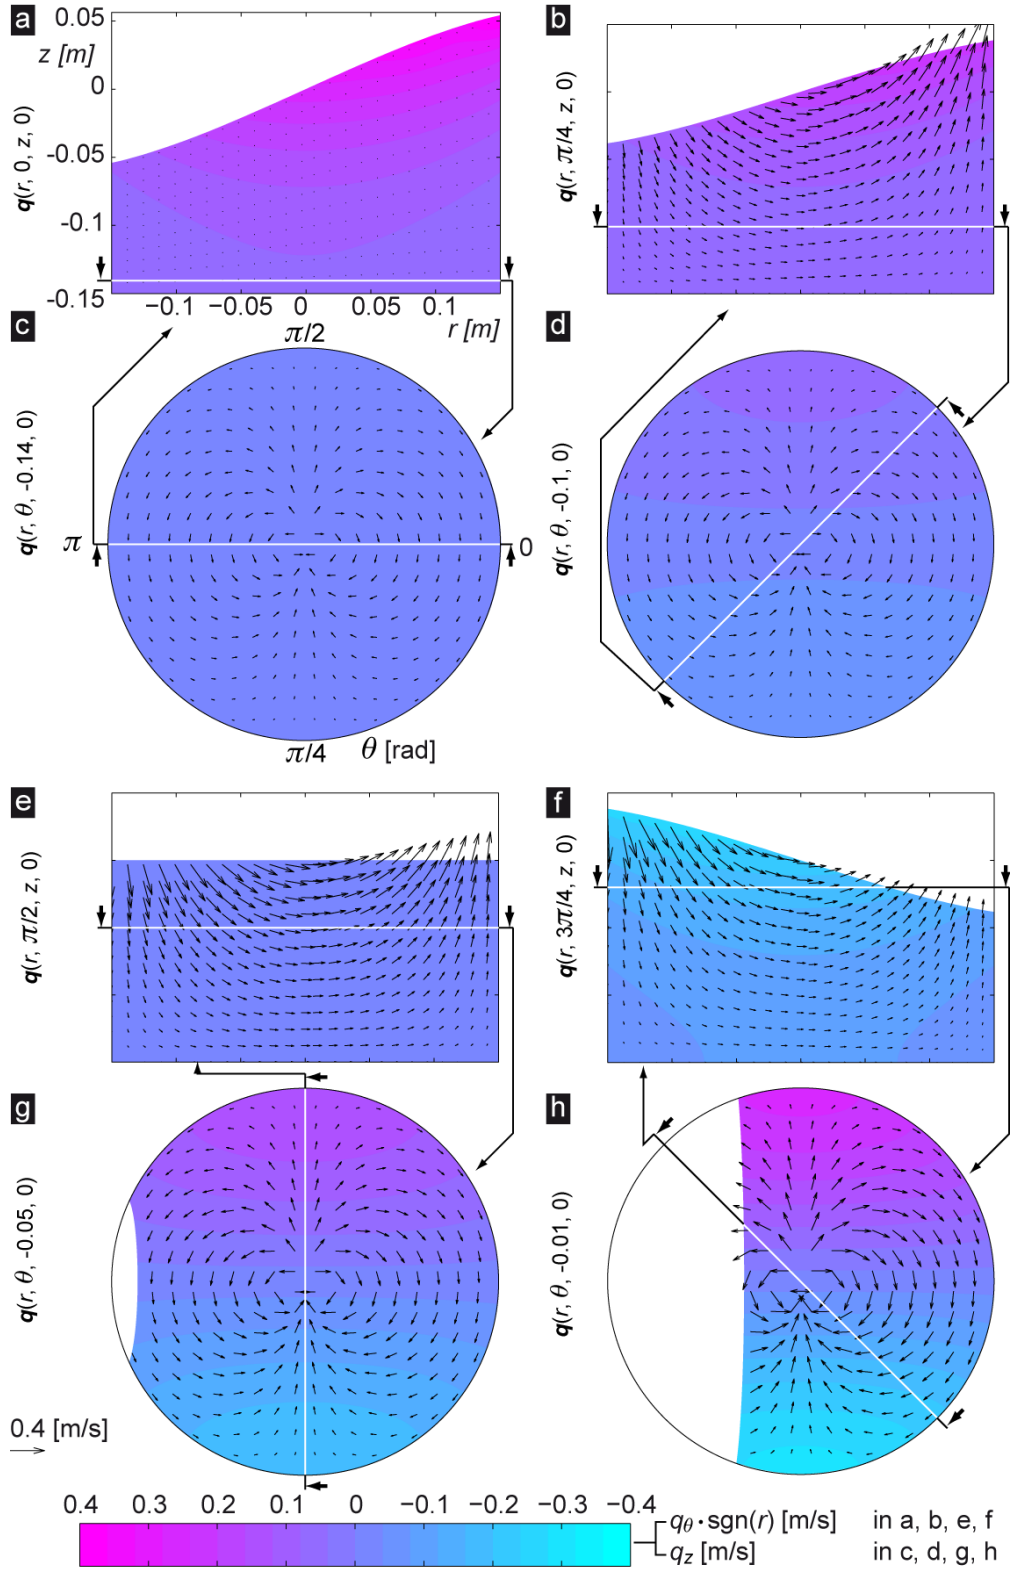 a
0.05
z [m]
0
-0.05
-0.1
-0.15
q(r, 0, z, 0)
−0.1 −0.05 0 0.05 0.1
r [m]
b
q(r, π/4, z, 0)
c
π/2
π
0
π/4
θ [rad]
q(r, θ, -0.14, 0)
d
q(r, θ, -0.1, 0)
e
q(r, π/2, z, 0)
f
q(r, 3π/4, z, 0)
g
q(r, θ, -0.05, 0)
h
q(r, θ, -0.01, 0)
0.4 [m/s]
0.4 0.3 0.2 0.1 0 −0.1 −0.2 −0.3 −0.4
qθ·sgn(r) [m/s] in a, b, e, f
qz [m/s] in c, d, g, h